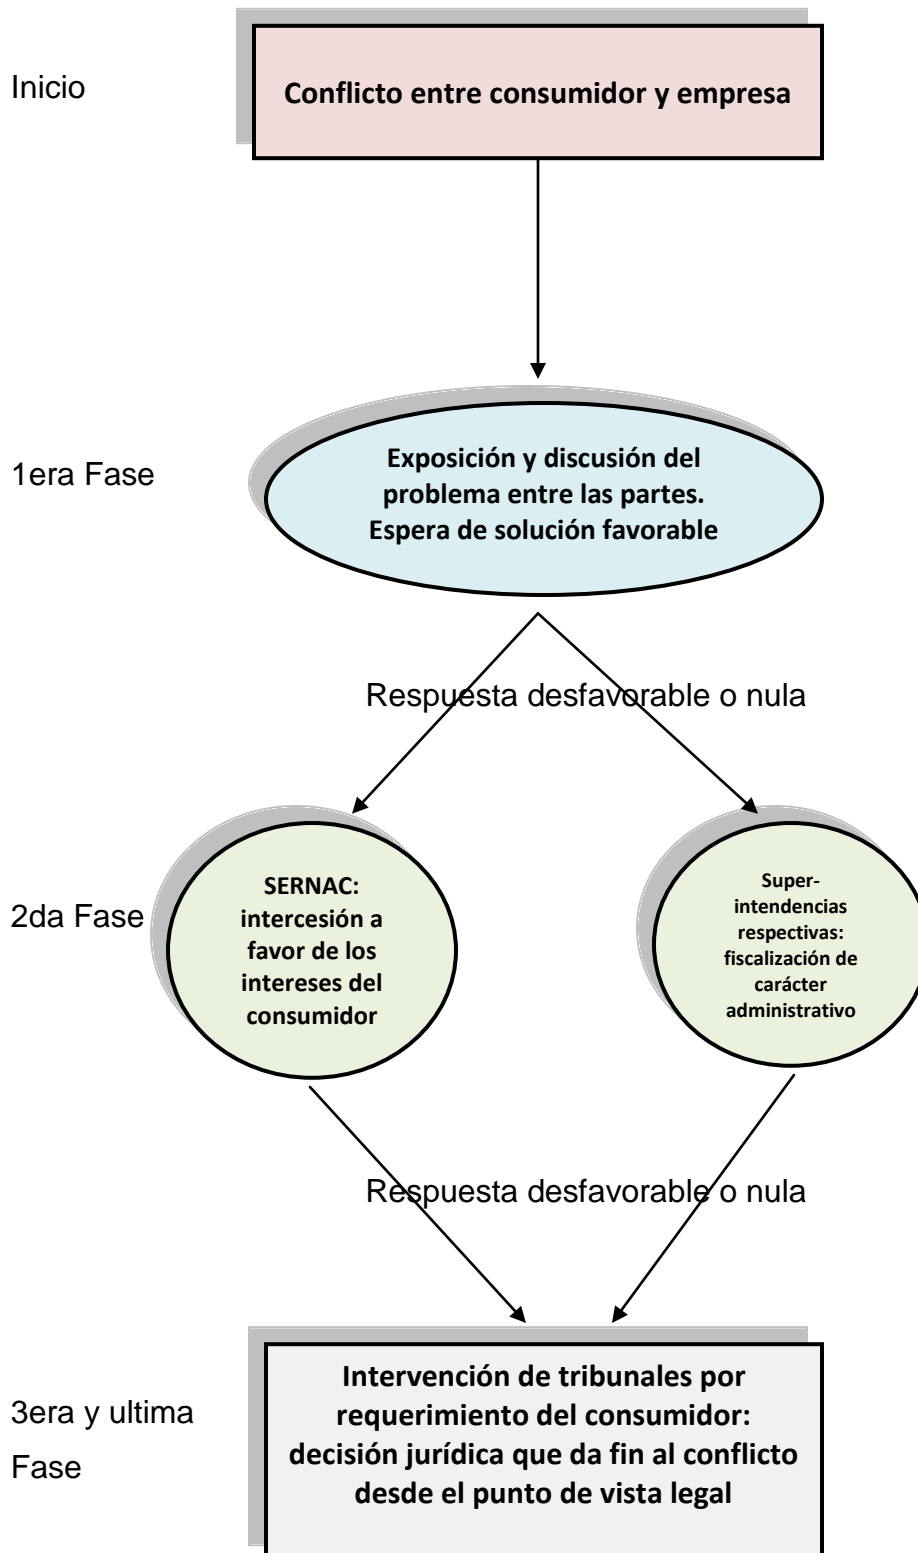 Inicio
Conflicto entre consumidor y empresa
1era Fase
Exposición y discusión del
problema entre las partes.
Espera de solución favorable
Respuesta desfavorable o nula
2da Fase
SERNAC:
intercesión a
favor de los
intereses del
consumidor
Super-
intendencias
respectivas:
fiscalización de
carácter
administrativo
Respuesta desfavorable o nula
3era y ultima
Fase
Intervención de tribunales por
requerimiento del consumidor:
decisión jurídica que da fin al conflicto
desde el punto de vista legal